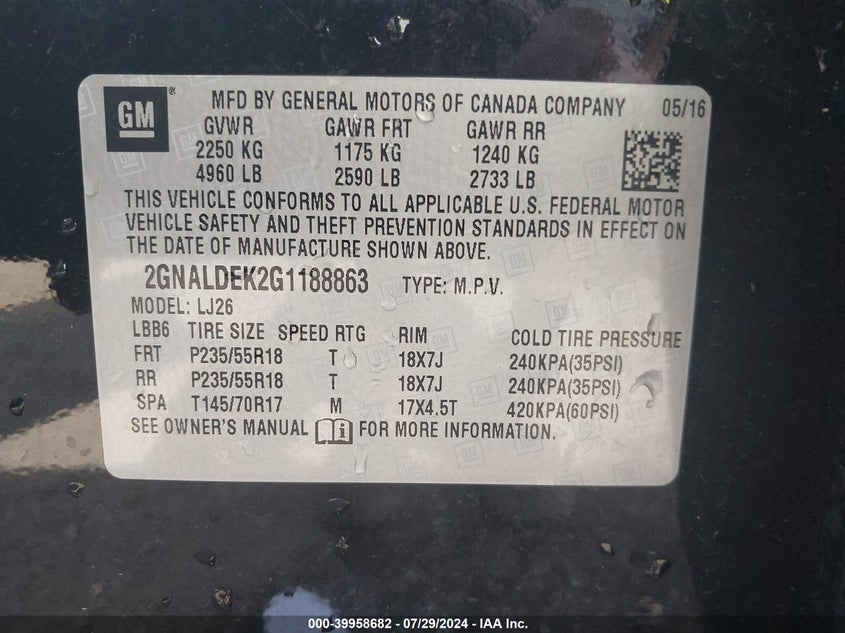 GM ® MFD BY GENERAL MOTORS OF CANADA COMPANY 05/16
GVWR GAWR FRT GAWR RR
2250 KG 1175 KG 1240 KG
4960 LB 2590 LB 2733 LB
THIS VEHICLE CONFORMS TO ALL APPLICABLE U.S. FEDERAL MOTOR
VEHICLE SAFETY AND THEFT PREVENTION STANDARDS IN EFFECT ON
THE DATE OF MANUFACTURE SHOWN ABOVE.
2GNALDEK2G1188863 TYPE: M.P.V.
MODEL: LJ26
LBB6 TIRE SIZE SPEED RTG RIM COLD TIRE PRESSURE
FRT P235/55R18 T 18X7J 240KPA(35PSI)
RR P235/55R18 T 18X7J 240KPA(35PSI)
SPA T145/70R17 M 17X4.5T 420KPA(60PSI)
SEE OWNER'S MANUAL i FOR MORE INFORMATION.
000-39958682 / 07/29/2024 - IAA Inc.